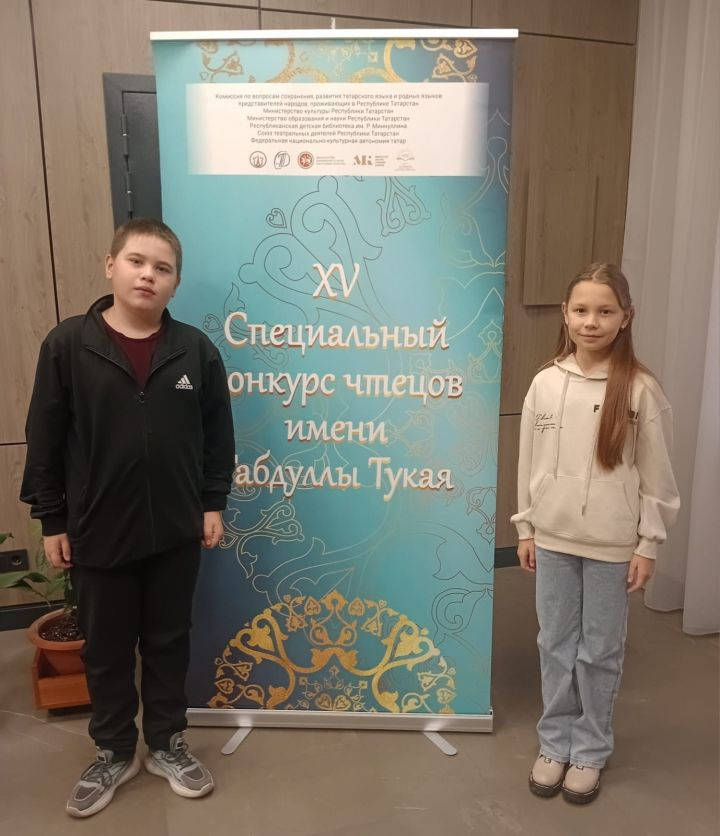 Комиссия по вопросам сохранения, развития татарского языка и родных языков
представителей народов, проживающих в Республике Татарстан
Министерство культуры Республики Татарстан
Министерство образования и науки Республики Татарстан
Республиканская детская библиотека им. Р. Миннуллина
Союз театральных деятелей Республики Татарстан
Федеральная национально-культурная автономия татар
XV
Специальный
онкурс чтецов
имени
абдуллы Тукая
adidas